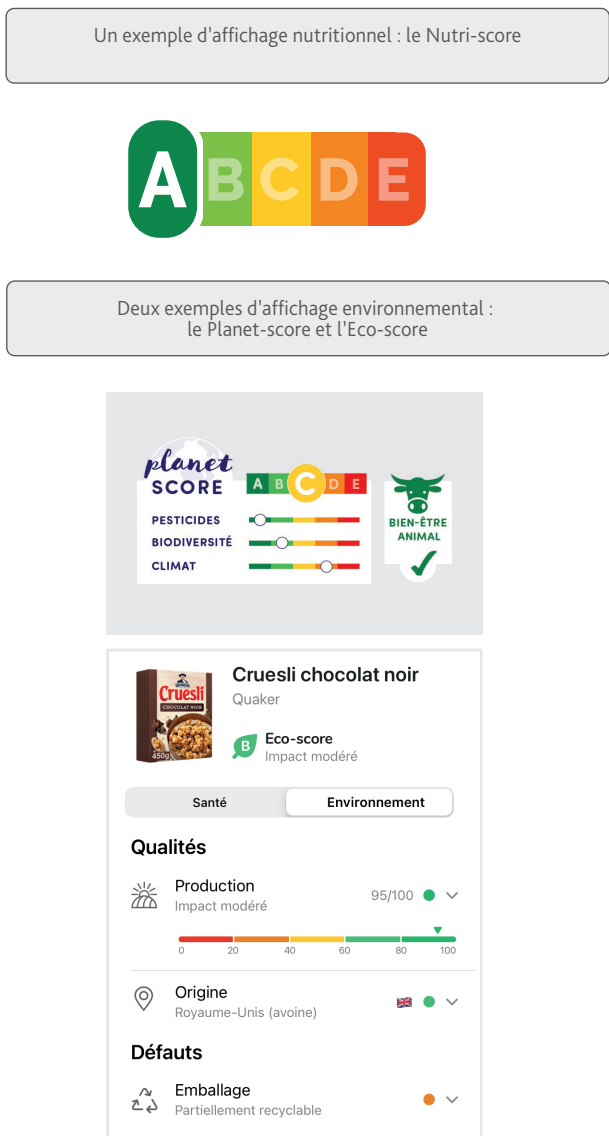 Un exemple d'affichage nutritionnel : le Nutri-score
A B C D E
Deux exemples d'affichage environnemental :
le Planet-score et l'Eco-score
planet
SCORE
A B C D E
PESTICIDES
BIODIVERSITÉ
CLIMAT
BIEN-ÊTRE
ANIMAL
Cruesli chocolat noir
Quaker
Cruesli
CHOCOLAT NOIR
450g
B
Eco-score
Impact modéré
Santé
Environnement
Qualités
Production
95/100
Impact modéré
0 20 40 60 80 100
Origine
Royaume-Unis (avoine)
Défauts
Emballage
Partiellement recyclable